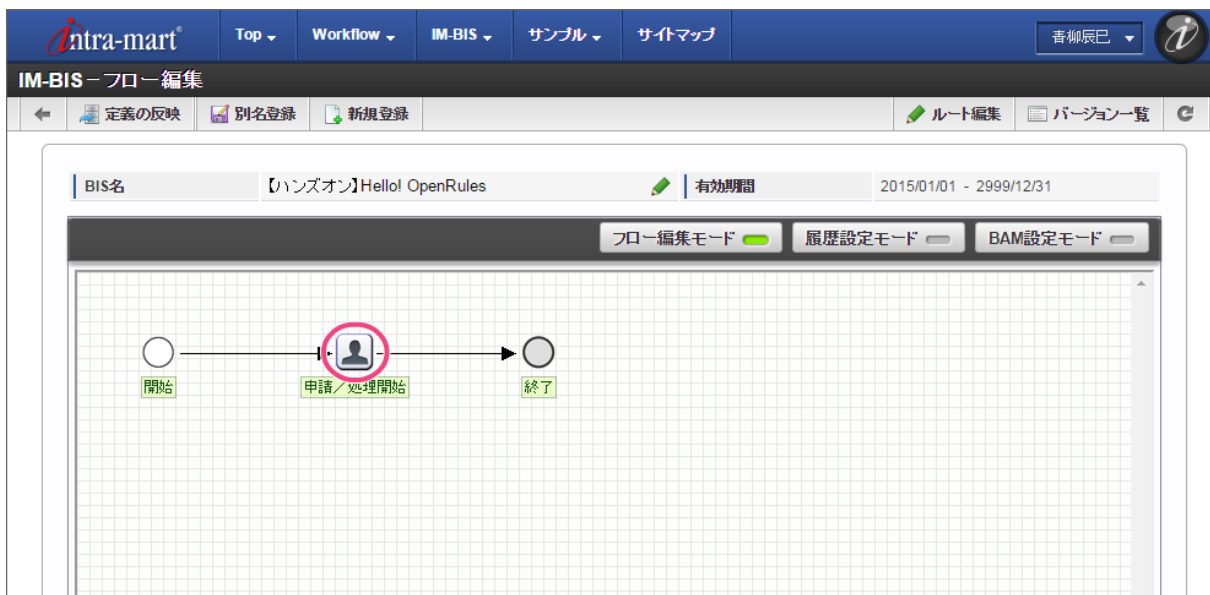 intra-mart® Top Workflow IM-BIS サンプル サイトマップ 青柳辰巳
IM-BIS－フロー編集
定義の反映 別名登録 新規登録 ルート編集 バージョン一覧
BIS名 【ハンズオン】Hello! OpenRules 有効期間 2015/01/01 - 2999/12/31
フロー編集モード 履歴設定モード BAM設定モード
開始 申請／処理開始 終了